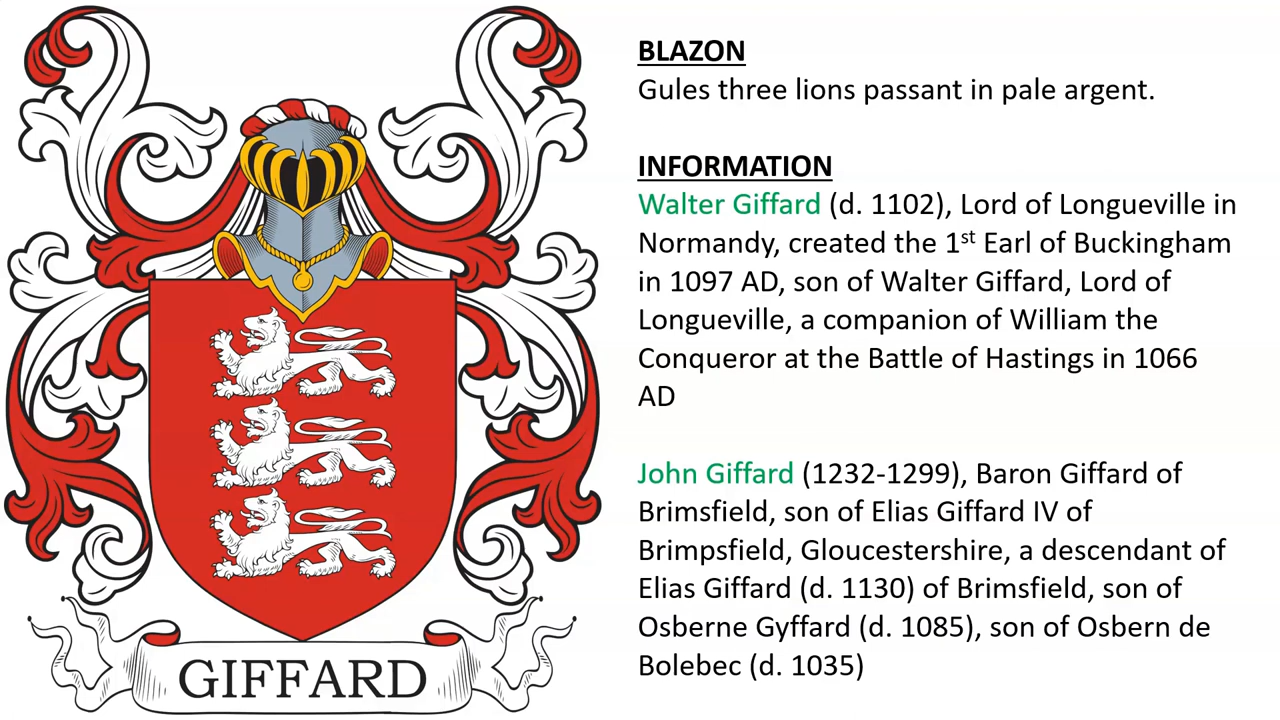 BLAZON
Gules three lions passant in pale argent.
INFORMATION
Walter Giffard (d. 1102), Lord of Longueville in
Normandy, created the 1st Earl of Buckingham
in 1097 AD, son of Walter Giffard, Lord of
Longueville, a companion of William the
Conqueror at the Battle of Hastings in 1066
AD
John Giffard (1232-1299), Baron Giffard of
Brimsfield, son of Elias Giffard IV of
Brimpsfield, Gloucestershire, a descendant of
Elias Giffard (d. 1130) of Brimsfield, son of
Osberne Gyffard (d. 1085), son of Osbern de
Bolebec (d. 1035)
GIFFARD